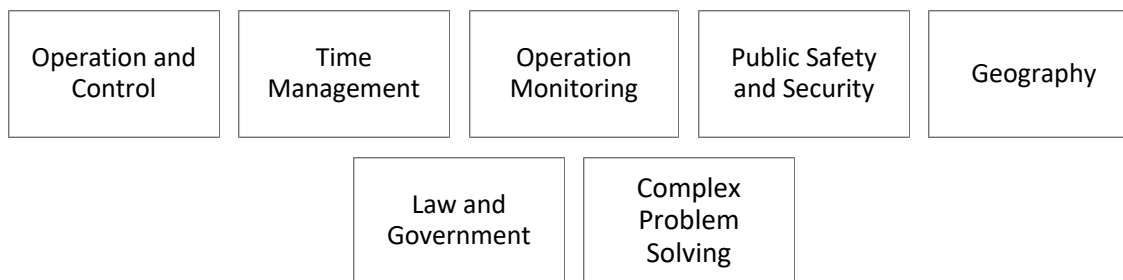 Operation and
Control
Time
Management
Operation
Monitoring
Public Safety
and Security
Geography
Law and
Government
Complex
Problem
Solving